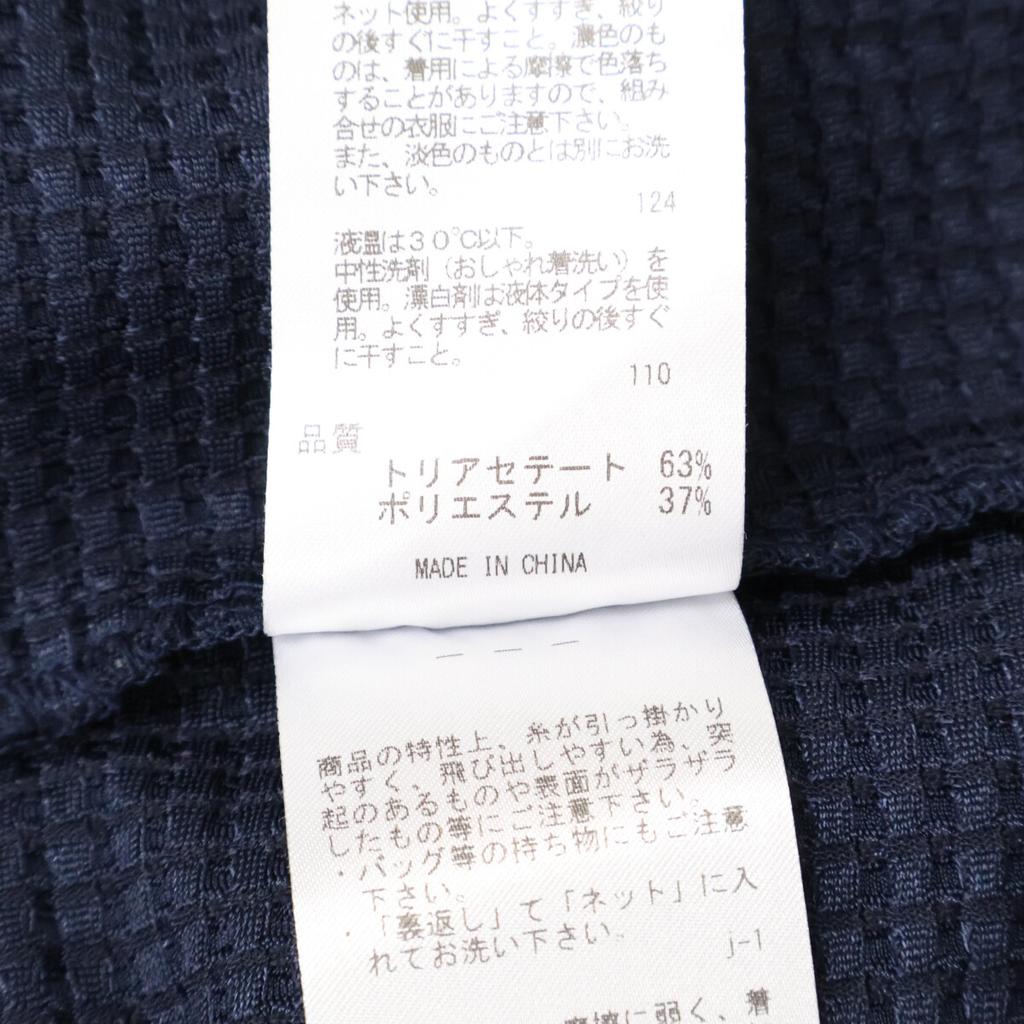 ネット使用。よくすすぎ、絞り
の後すぐに干すこと。濃色のも
のは、着用による摩擦で色落ち
することがありますので、組み
合せの衣服にご注意下さい。
また、淡色のものとは別にお洗
い下さい。
124
液温は30℃以下。
中性洗剤（おしゃれ着洗い）を
使用。漂白剤は液体タイプを使
用。よくすすぎ、絞りの後すぐ
に干すこと。
110
品質
トリアセテート 63%
ポリエステル 37%
MADE IN CHINA
商品の特性上、糸が引っ掛かり
やすく、飛び出しやすい為、突
起のあるものや表面がザラザラ
したもの等にご注意下さい。
・バッグ等の持ち物にもご注意
下さい。
・「裏返し」て「ネット」に入
れてお洗い下さい。
j-1
摩擦に弱く、着